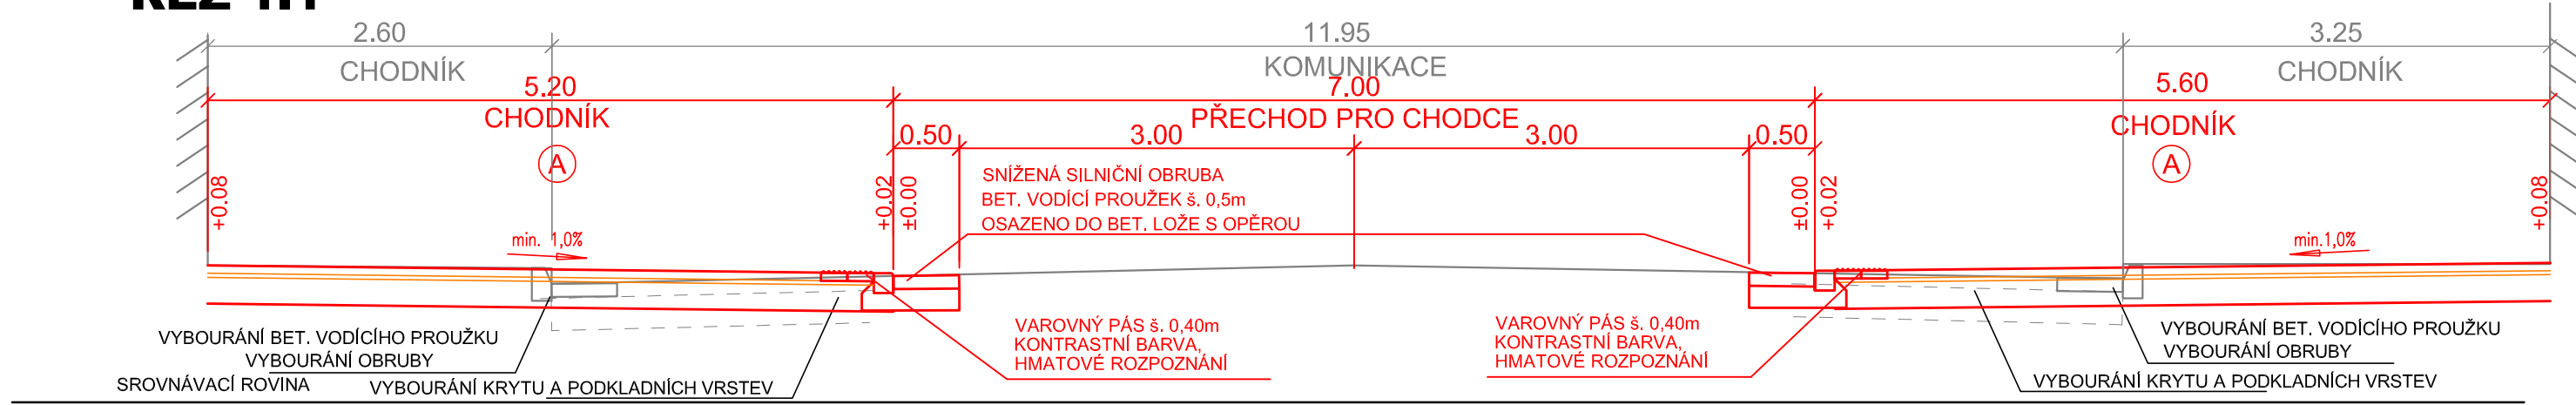 2.60
11.95
3.25
CHODNÍK
KOMUNIKACE
CHODNÍK
5.20
7.00
5.60
CHODNÍK
PŘECHOD PRO CHODCE
CHODNÍK
0.50
3.00
3.00
0.50
A
A
+0.08
+0.02
±0.00
SNÍŽENÁ SILNIČNÍ OBRUBA
BET. VODÍCÍ PROUŽEK š. 0,5m
OSAZENO DO BET. LOŽE S OPĚROU
±0.00
+0.02
+0.08
min. 1,0%
min.1,0%
VYBOURÁNÍ BET. VODÍCÍHO PROUŽKU
VYBOURÁNÍ OBRUBY
SROVNÁVACÍ ROVINA
VYBOURÁNÍ KRYTU A PODKLADNÍCH VRSTEV
VAROVNÝ PÁS š. 0,40m
KONTRASTNÍ BARVA,
HMATOVÉ ROZPOZNÁNÍ
VAROVNÝ PÁS š. 0,40m
KONTRASTNÍ BARVA,
HMATOVÉ ROZPOZNÁNÍ
VYBOURÁNÍ BET. VODÍCÍHO PROUŽKU
VYBOURÁNÍ OBRUBY
VYBOURÁNÍ KRYTU A PODKLADNÍCH VRSTEV